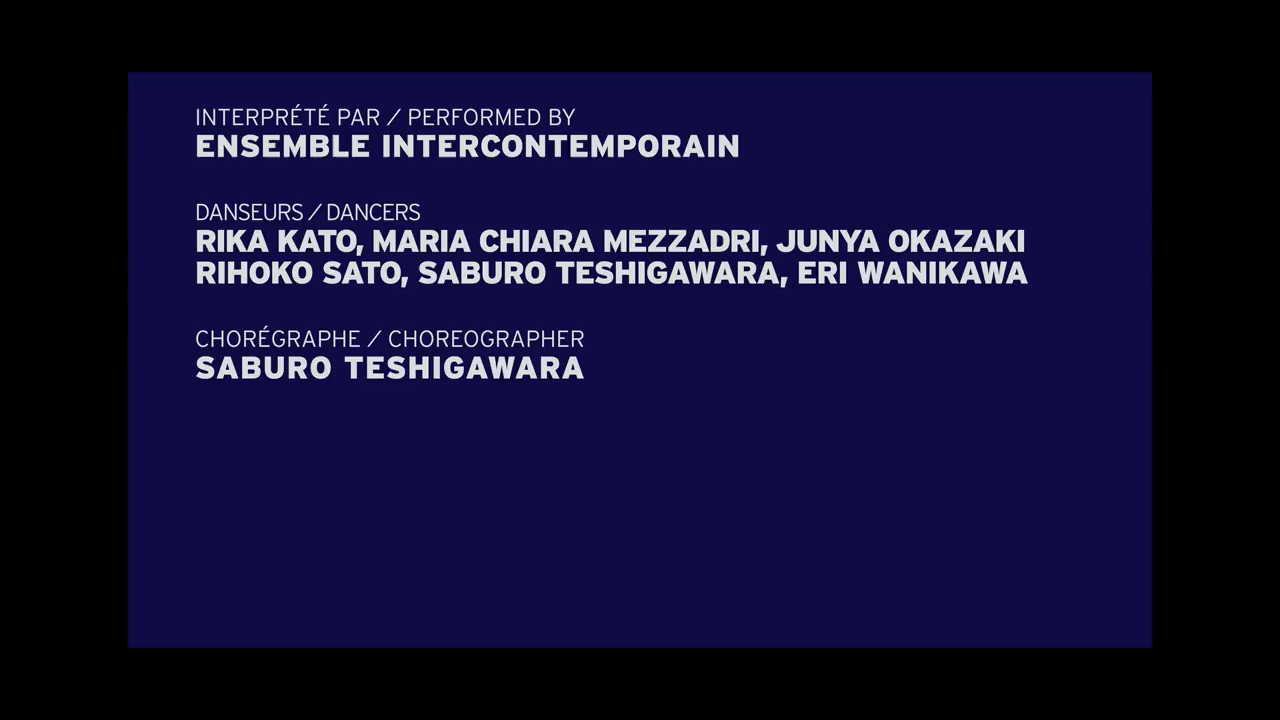 INTERPRÉTÉ PAR / PERFORMED BY
ENSEMBLE INTERCONTEMPORAIN
DANSEURS / DANCERS
RIKA KATO, MARIA CHIARA MEZZADRI, JUNYA OKAZAKI
RIHOKO SATO, SABURO TESHIGAWARA, ERI WANIKAWA
CHORÉGRAPHE / CHOREOGRAPHER
SABURO TESHIGAWARA